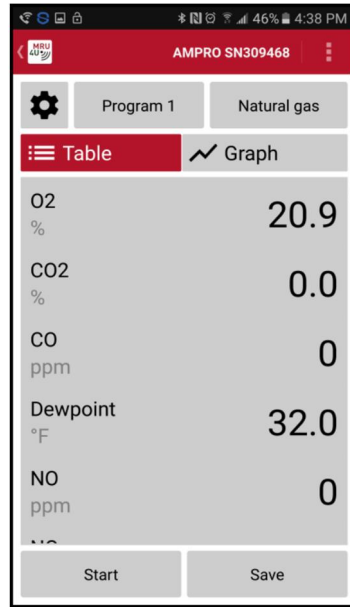 46% 4:38 PM
MRU
4U
AMPRO SN309468
Program 1
Natural gas
Table
Graph
O2
20.9
%
CO2
0.0
%
CO
0
ppm
Dewpoint
32.0
°F
NO
0
ppm
Start
Save